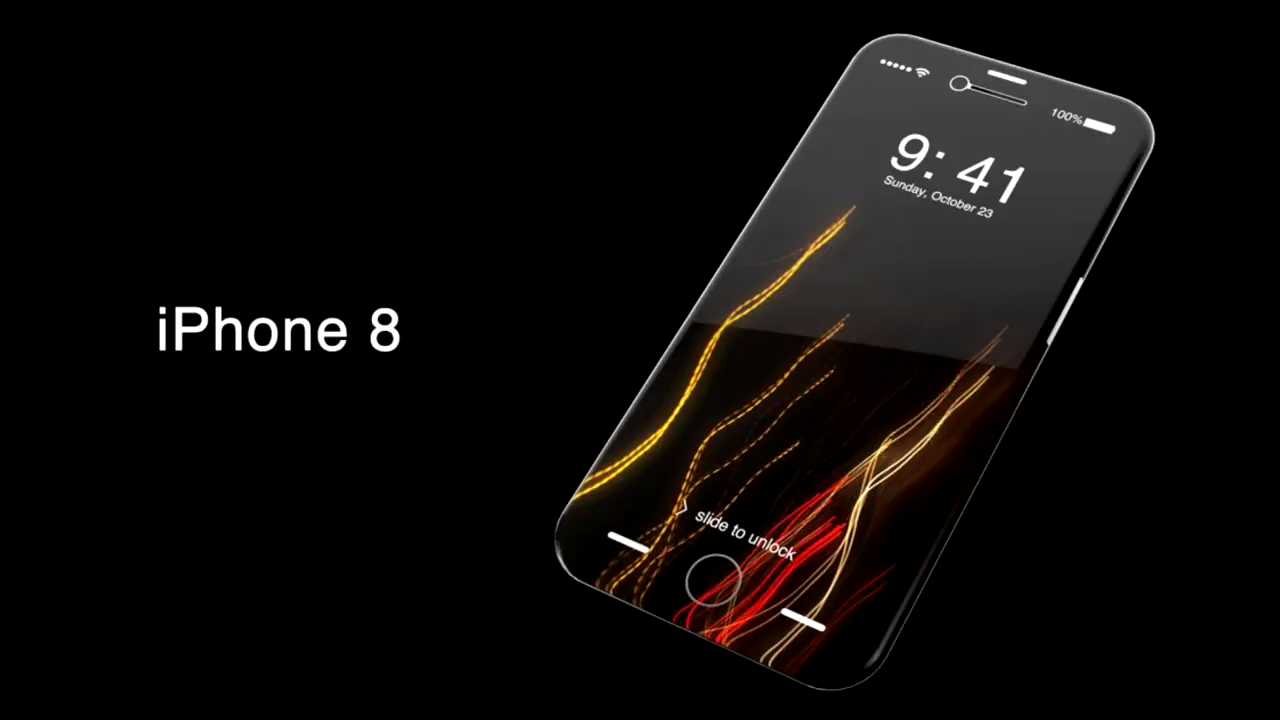 iPhone 8
100%
9: 41
Sunday, October 23
slide to unlock